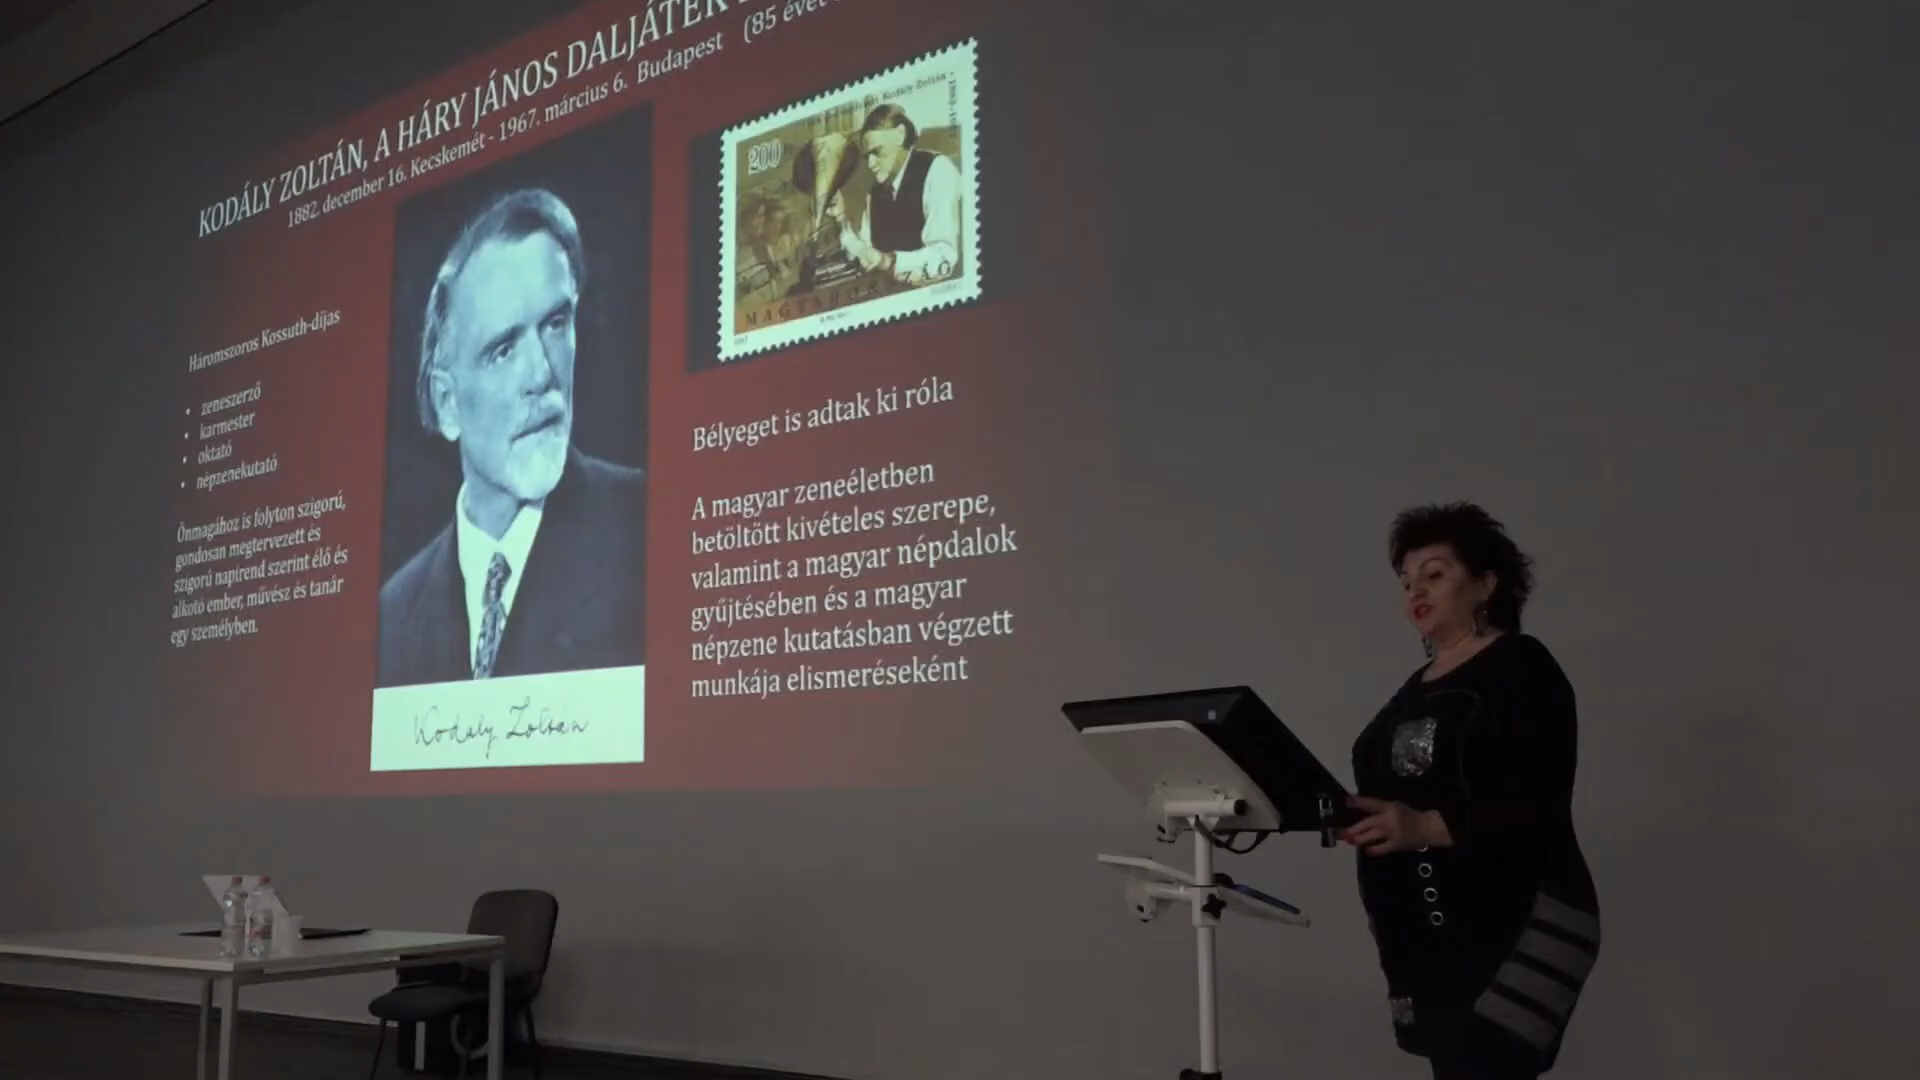 KODÁLY ZOLTÁN, A HÁRY JÁNOS DALJÁTÉK
1882. december 16. Kecskemét - 1967. március 6. Budapest (85 évet
Háromszoros Kossuth-díjas
• zeneszerző
• karmester
• oktató
• népzenekutató
Önmagához is folyton szigorú,
gondosan megtervezett és
szigorú napirend szerint élő és
alkotó ember, művész és tanár
egy személyben.
Kodály Zoltán
Kodály Zoltán
200
MAGYARORSZÁG
Bélyeget is adtak ki róla
A magyar zeneéletben
betöltött kivételes szerepe,
valamint a magyar népdalok
gyűjtésében és a magyar
népzene kutatásban végzett
munkája elismeréseként